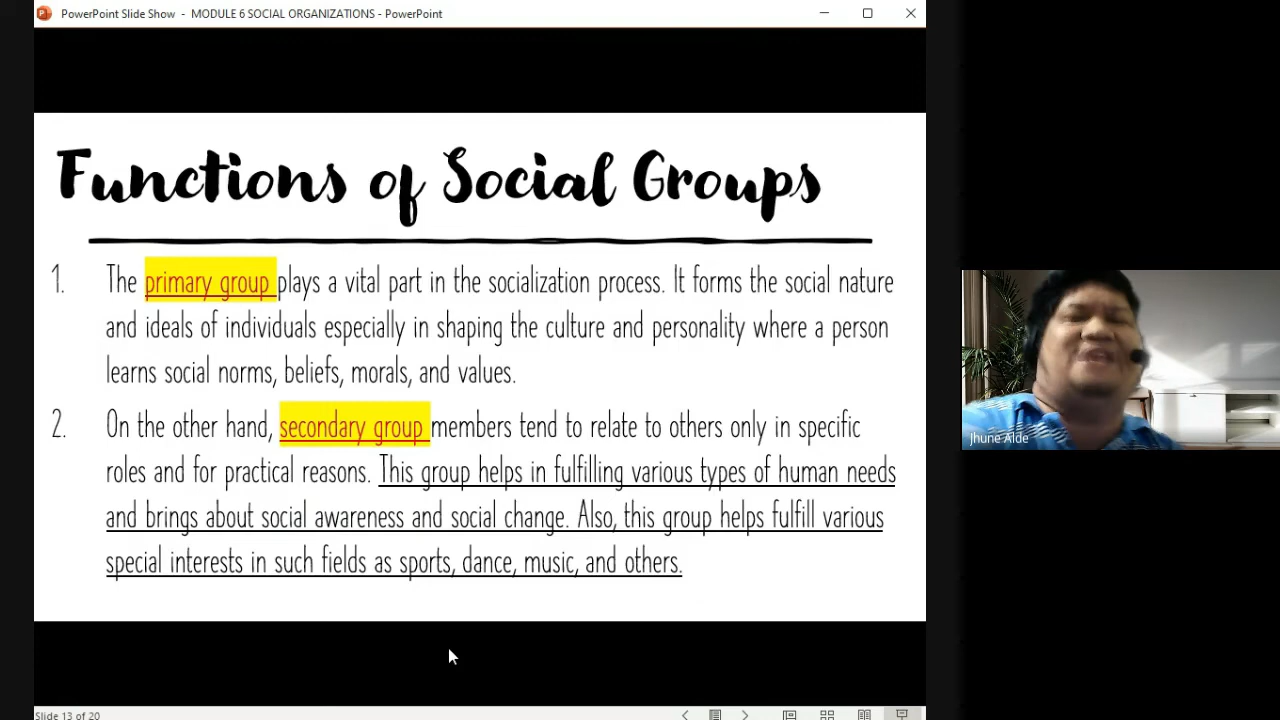 PowerPoint Slide Show - MODULE 6 SOCIAL ORGANIZATIONS - PowerPoint
Functions of Social Groups
1. The primary group plays a vital part in the socialization process. It forms the social nature
and ideals of individuals especially in shaping the culture and personality where a person
learns social norms, beliefs, morals, and values.
2. On the other hand, secondary group members tend to relate to others only in specific
roles and for practical reasons. This group helps in fulfilling various types of human needs
and brings about social awareness and social change. Also, this group helps fulfill various
special interests in such fields as sports, dance, music, and others.
Jhune Alde
Slide 13 of 20